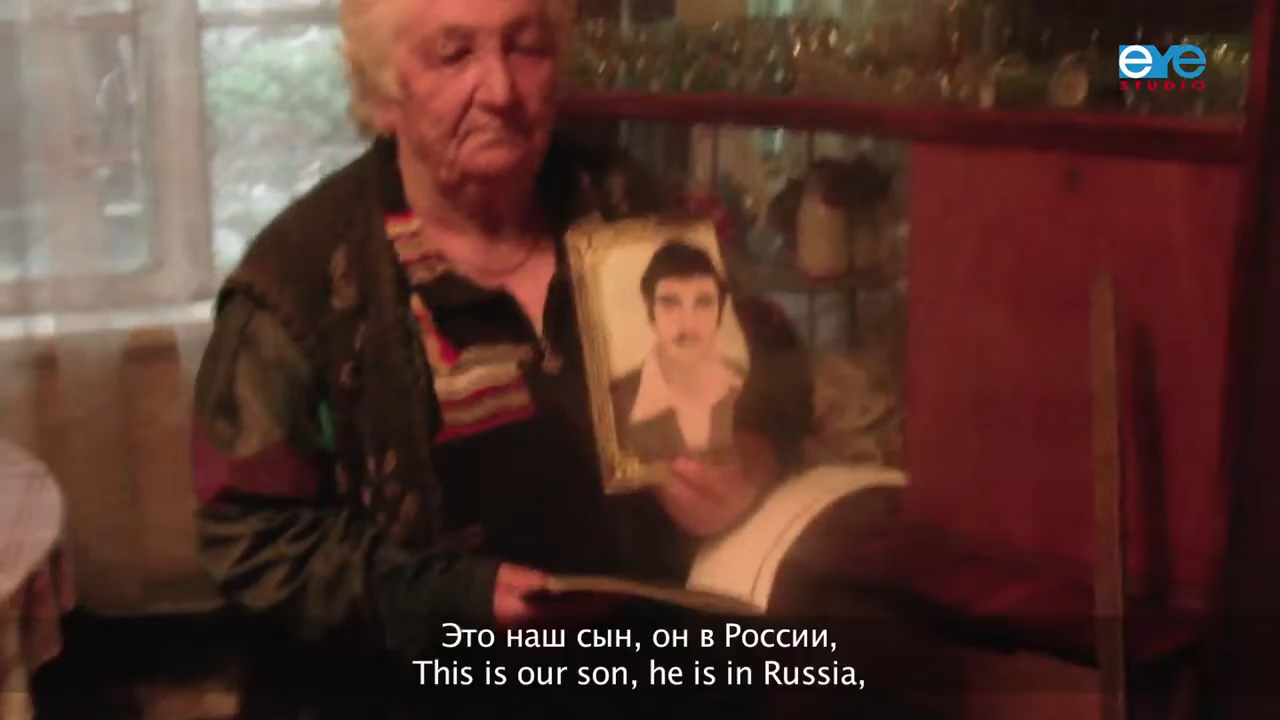 eye
STUDIO
Это наш сын, он в России,
This is our son, he is in Russia,